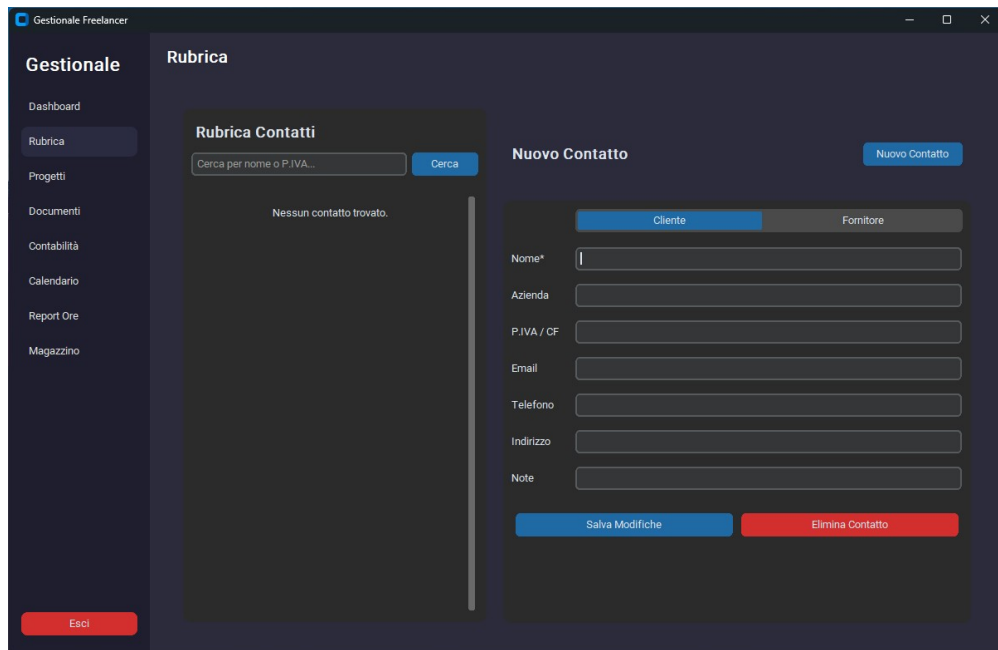 Gestionale Freelancer
Gestionale
Dashboard
Rubrica
Progetti
Documenti
Contabilità
Calendario
Report Ore
Magazzino
Esci
Rubrica
Rubrica Contatti
Cerca per nome o P.IVA...
Cerca
Nessun contatto trovato.
Nuovo Contatto
Nuovo Contatto
Cliente
Fornitore
Nome*
Azienda
P.IVA / CF
Email
Telefono
Indirizzo
Note
Salva Modifiche
Elimina Contatto